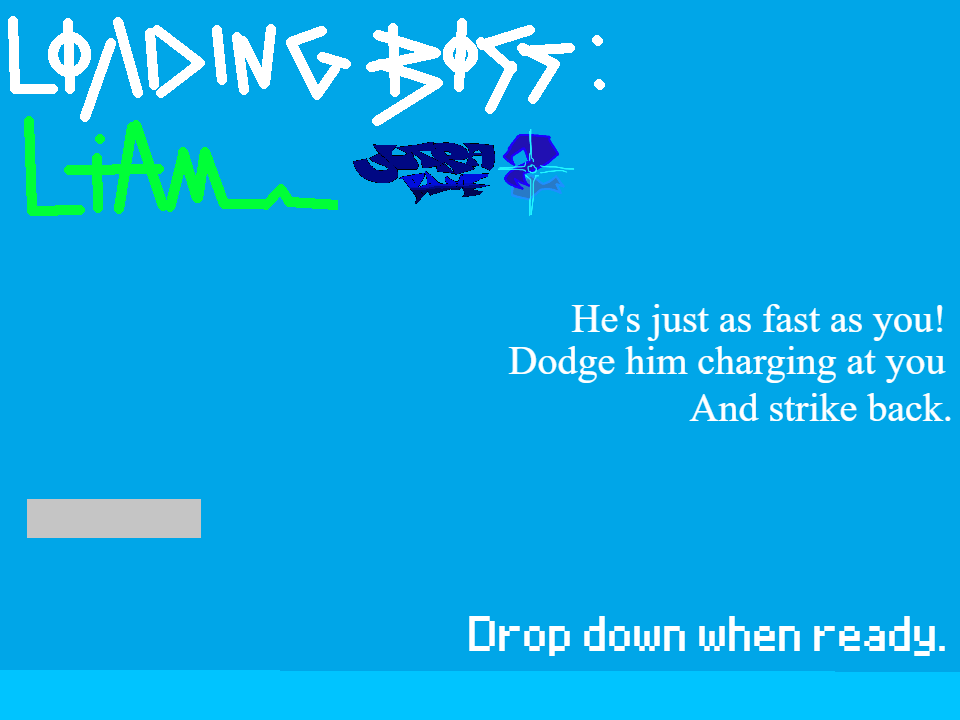 LOADING BOSS:
LiAM
He's just as fast as you!
Dodge him charging at you
And strike back.
Drop down when ready.